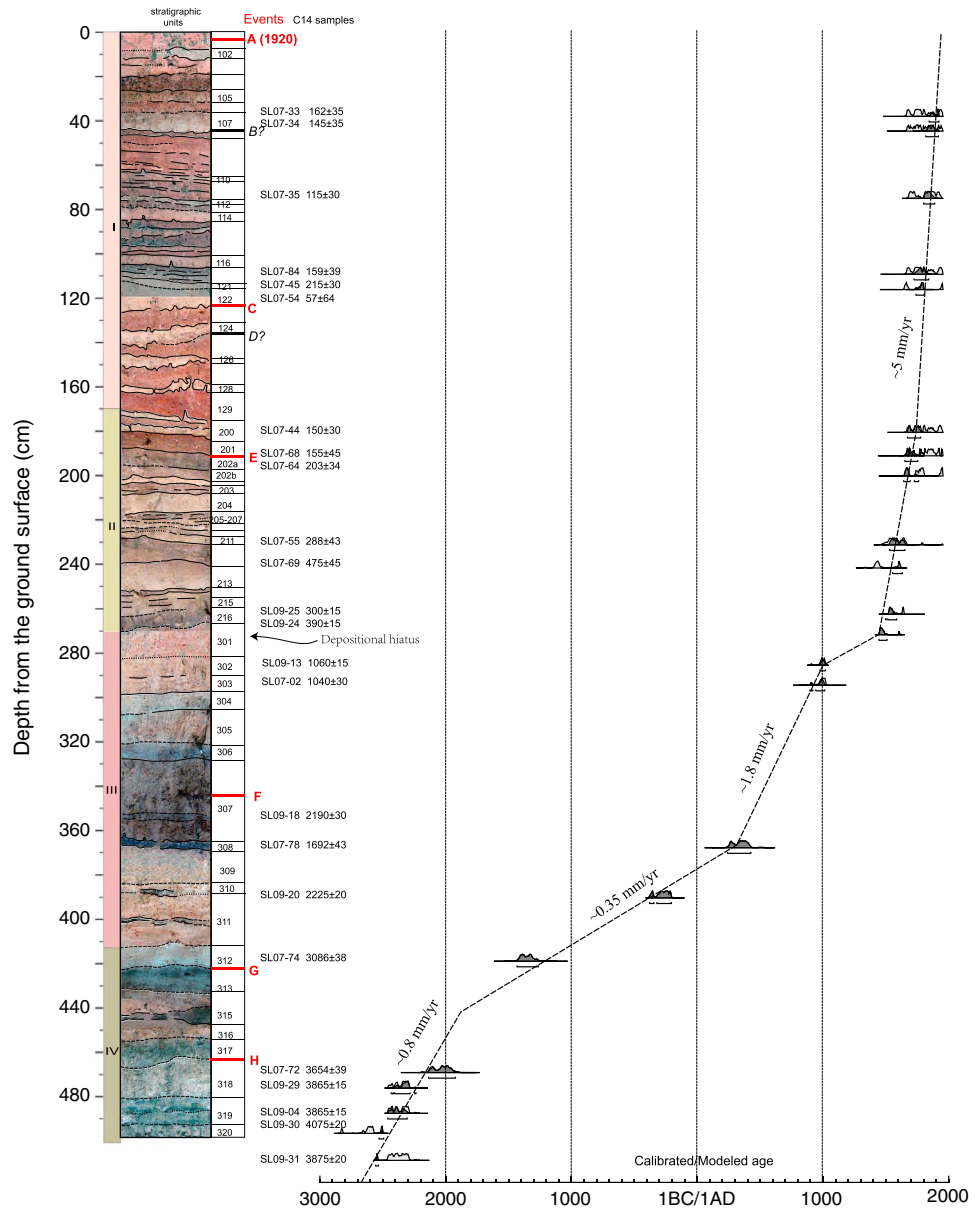 stratigraphic
units
Events C14 samples
0
A (1920)
102
105
SL07-33 162±35
40
107
SL07-34 145±35
B?
110
SL07-35 115±30
112
80
114
I
116
SL07-84 159±39
121
SL07-45 215±30
120
122
SL07-54 57±64
C
124
D?
~5 mm/yr
126
160
128
129
200
SL07-44 150±30
201
SL07-68 155±45
E
202a
SL07-64 203±34
200
202b
203
204
II
205-207
211
SL07-55 288±43
240
SL07-69 475±45
213
215
SL09-25 300±15
216
SL09-24 390±15
301
Depositional hiatus
280
302
SL09-13 1060±15
303
SL07-02 1040±30
304
320
305
306
~1.8 mm/yr
III
F
307
SL09-18 2190±30
360
308
SL07-78 1692±43
309
310
SL09-20 2225±20
~0.35 mm/yr
400
311
312
SL07-74 3086±38
G
313
440
315
316
~0.8 mm/yr
IV
317
H
SL07-72 3654±39
318
SL09-29 3865±15
480
319
SL09-04 3865±15
SL09-30 4075±20
320
SL09-31 3875±20
Calibrated/Modeled age
3000 2000 1000 1BC/1AD 1000 2000
Depth from the ground surface (cm)